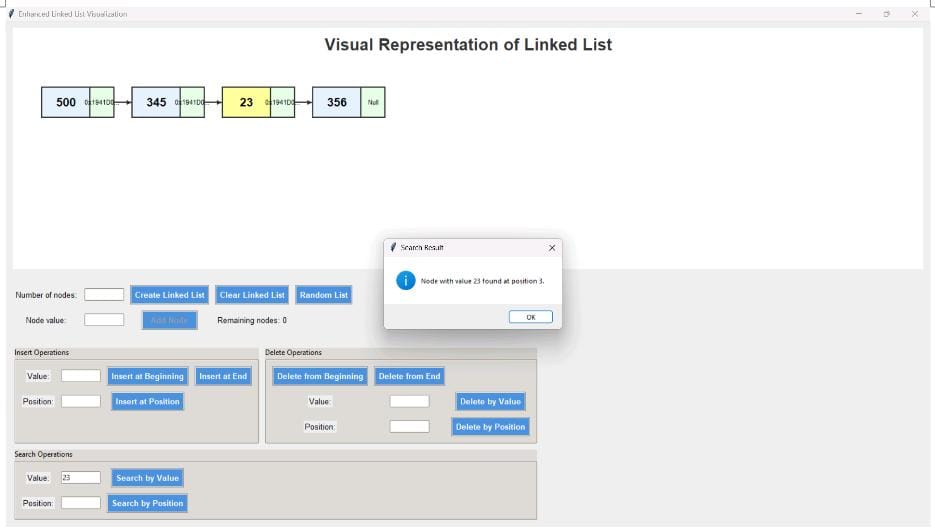 Enhanced Linked List Visualization
Visual Representation of Linked List
500 0x1941D0... 345 0x1941D0... 23 0x1941D0... 356 Null
Search Result
Node with value 23 found at position 3.
OK
Number of nodes: Create Linked List Clear Linked List Random List
Node value: Add Node Remaining nodes: 0
Insert Operations
Value: Insert at Beginning Insert at End
Position: Insert at Position
Delete Operations
Delete from Beginning Delete from End
Value: Delete by Value
Position: Delete by Position
Search Operations
Value: 23 Search by Value
Position: Search by Position